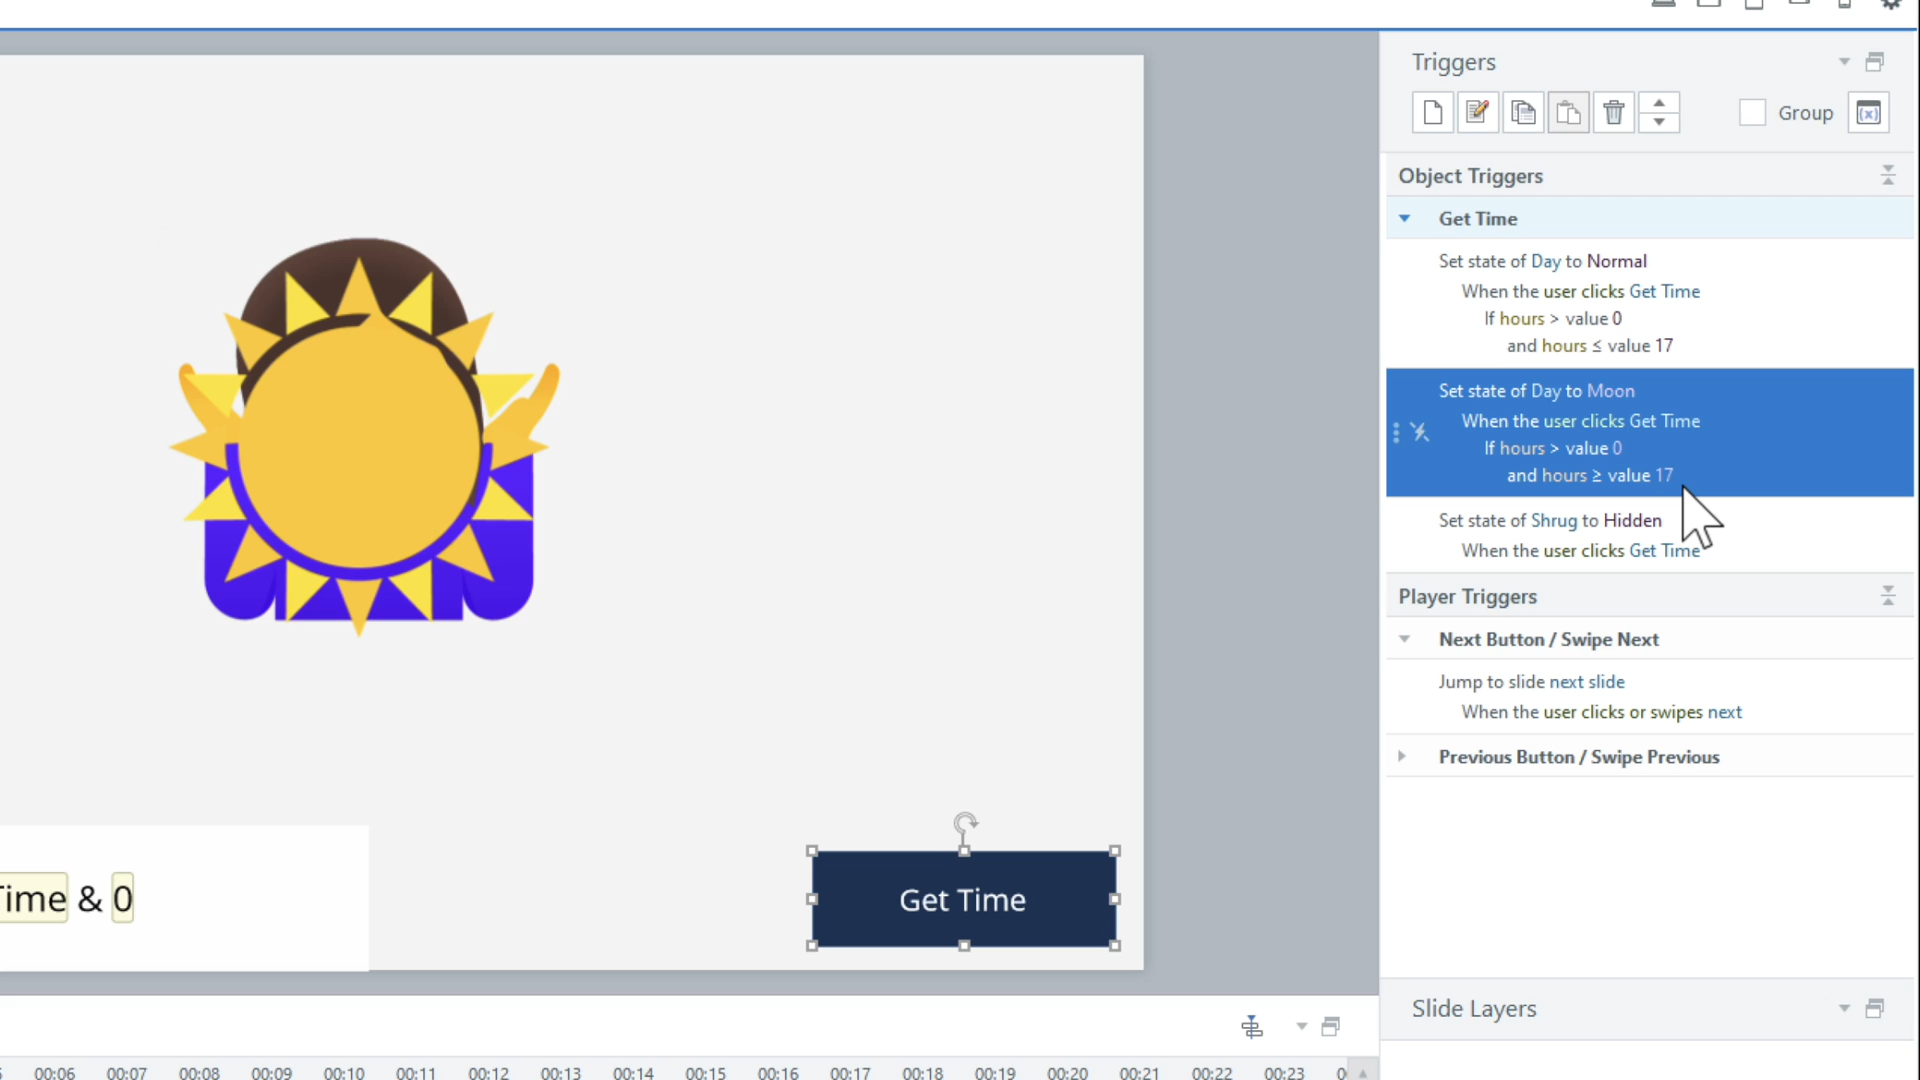 Triggers
Group
Object Triggers
Get Time
Set state of Day to Normal
When the user clicks Get Time
If hours > value 0
and hours ≤ value 17
Set state of Day to Moon
When the user clicks Get Time
If hours > value 0
and hours ≥ value 17
Set state of Shrug to Hidden
When the user clicks Get Time
Player Triggers
Next Button / Swipe Next
Jump to slide next slide
When the user clicks or swipes next
Previous Button / Swipe Previous
Time & 0
Get Time
Slide Layers
00:06 00:07 00:08 00:09 00:10 00:11 00:12 00:13 00:14 00:15 00:16 00:17 00:18 00:19 00:20 00:21 00:22 00:23